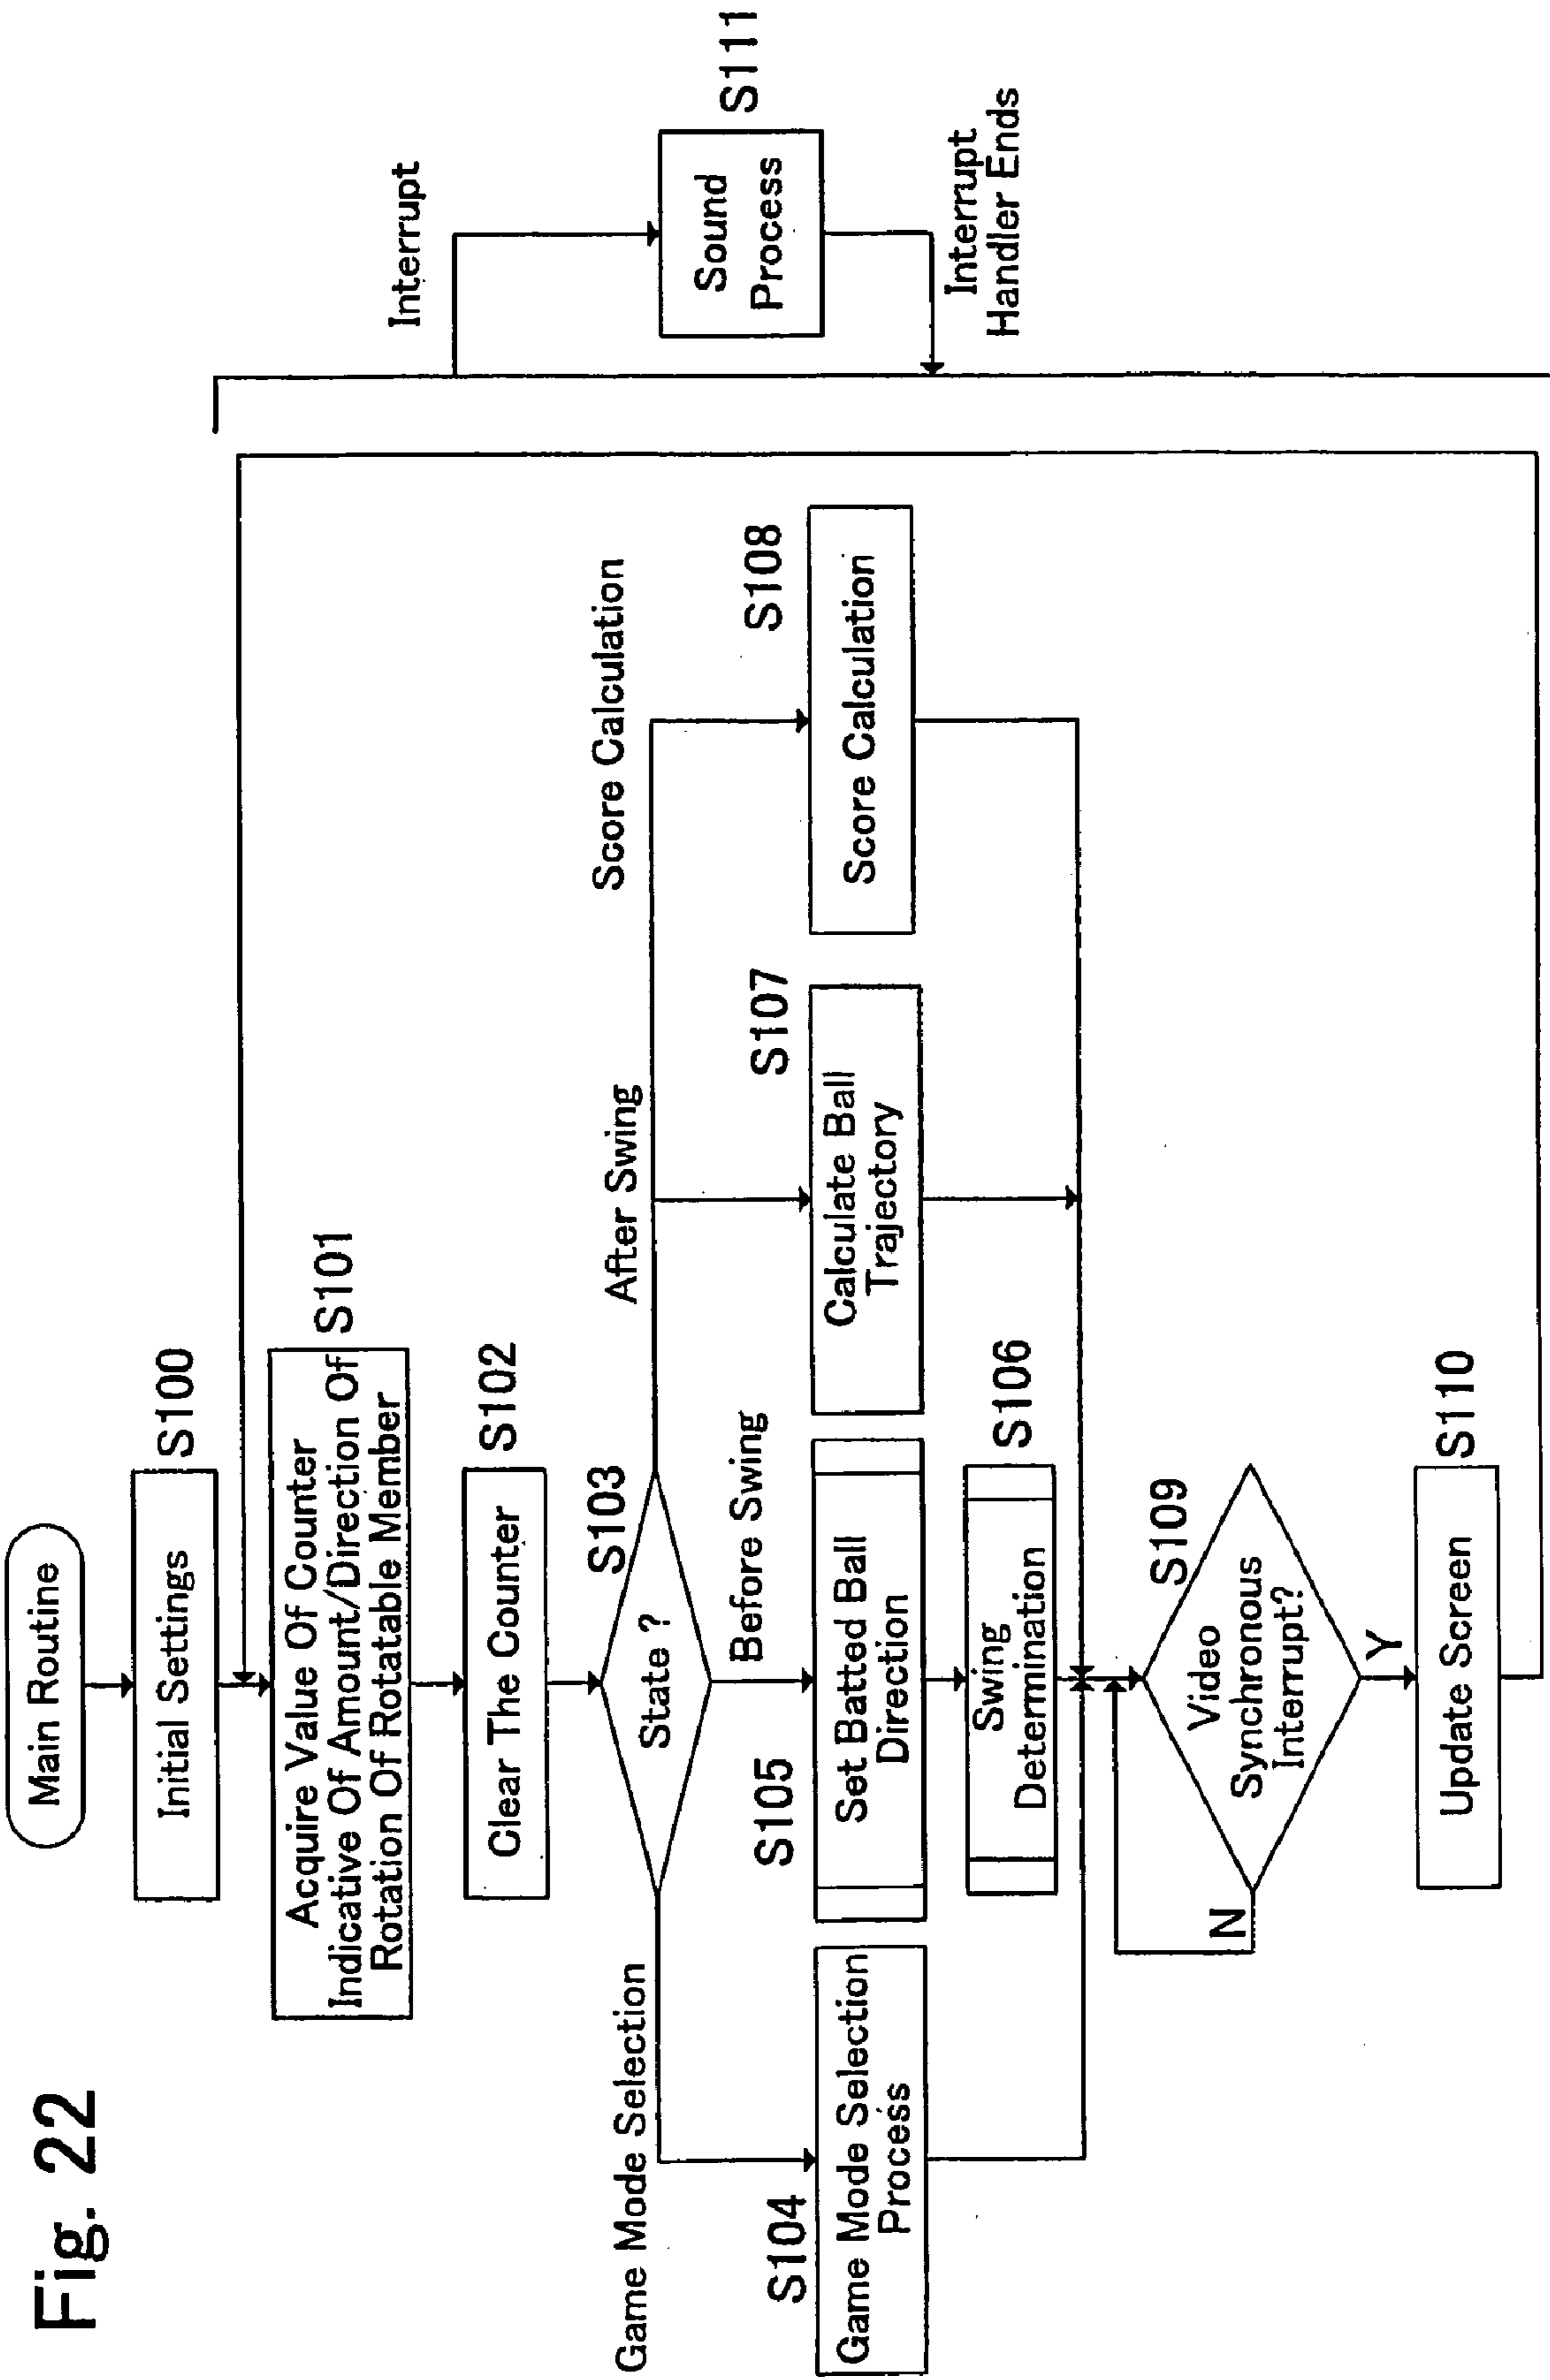 Fig. 22
Main Routine
Initial Settings
S100
Acquire Value Of Counter
Indicative Of Amount/Direction Of
Rotation Of Rotatable Member
S101
Clear The Counter
S102
State ?
S103
Game Mode Selection
Before Swing
After Swing
Score Calculation
S104
Game Mode Selection
Process
S105
Set Batted Ball
Direction
S107
Calculate Ball
Trajectory
S108
Score Calculation
Swing
Determination
S106
Video
Synchronous
Interrupt?
S109
N
Y
Update Screen
S110
Interrupt
Sound
Process
S111
Interrupt
Handler Ends